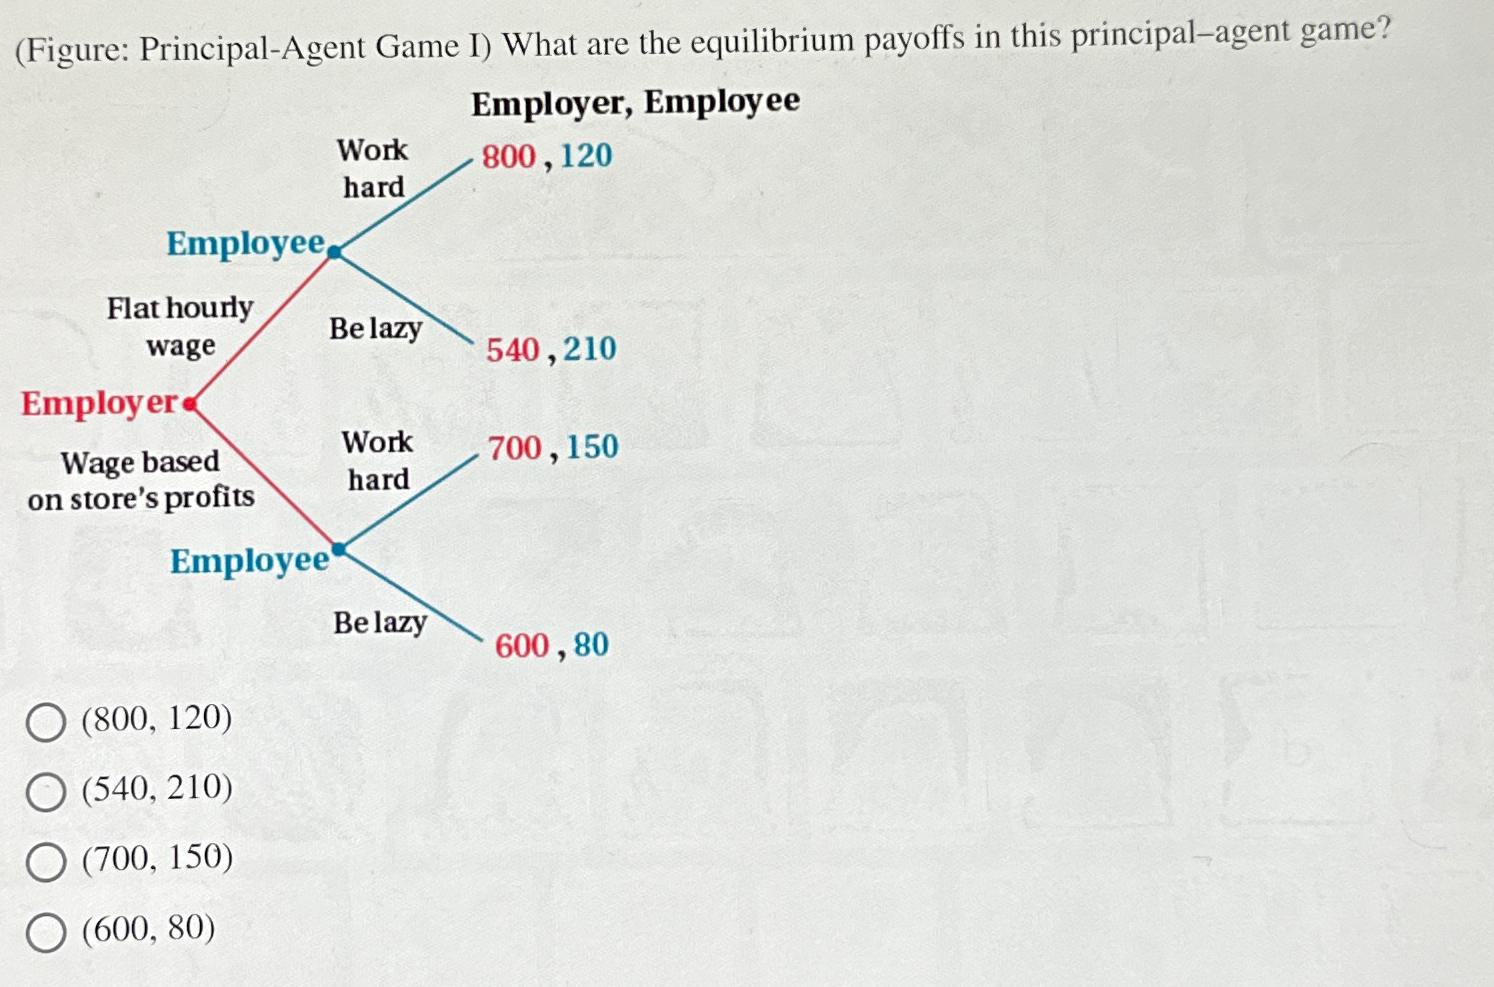 (Figure: Principal-Agent Game I) What are the equilibrium payoffs in this principal–agent game?
Employer, Employee
Work
hard
800 , 120
Employee
Flat hourly
wage
Be lazy
540 , 210
Employer
Wage based
on store's profits
Work
hard
700 , 150
Employee
Be lazy
600 , 80
(800, 120)
(540, 210)
(700, 150)
(600, 80)